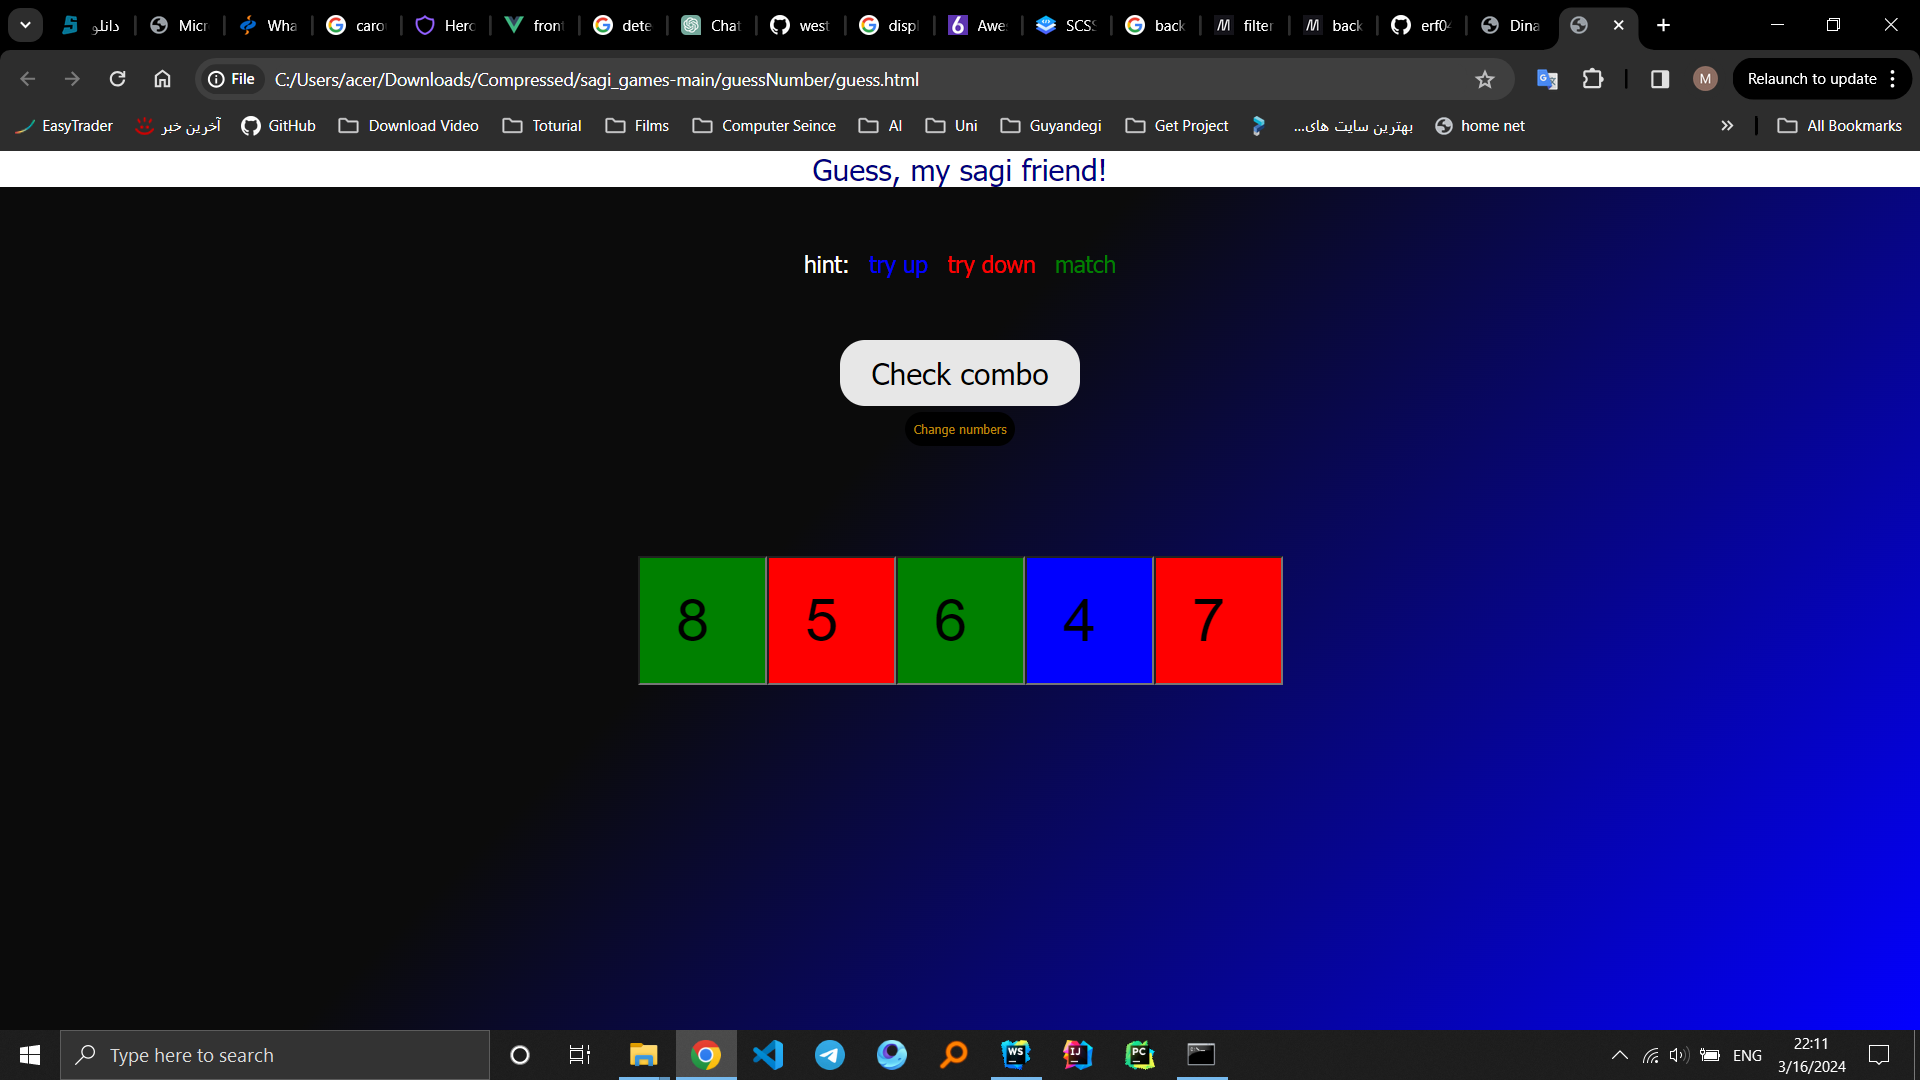 دانلو
Micr
Wha
caro
Herc
front
dete
Chat
west
displ
Awe
SCSS
back
filter
back
erf04
Dina
File
C:/Users/acer/Downloads/Compressed/sagi_games-main/guessNumber/guess.html
M
Relaunch to update
EasyTrader
آخرین خبر
GitHub
Download Video
Toturial
Films
Computer Seince
AI
Uni
Guyandegi
Get Project
بهترین سایت های...
home net
All Bookmarks
Guess, my sagi friend!
hint: try up try down match
Check combo
Change numbers
8 5 6 4 7
Type here to search
ENG
22:11
3/16/2024